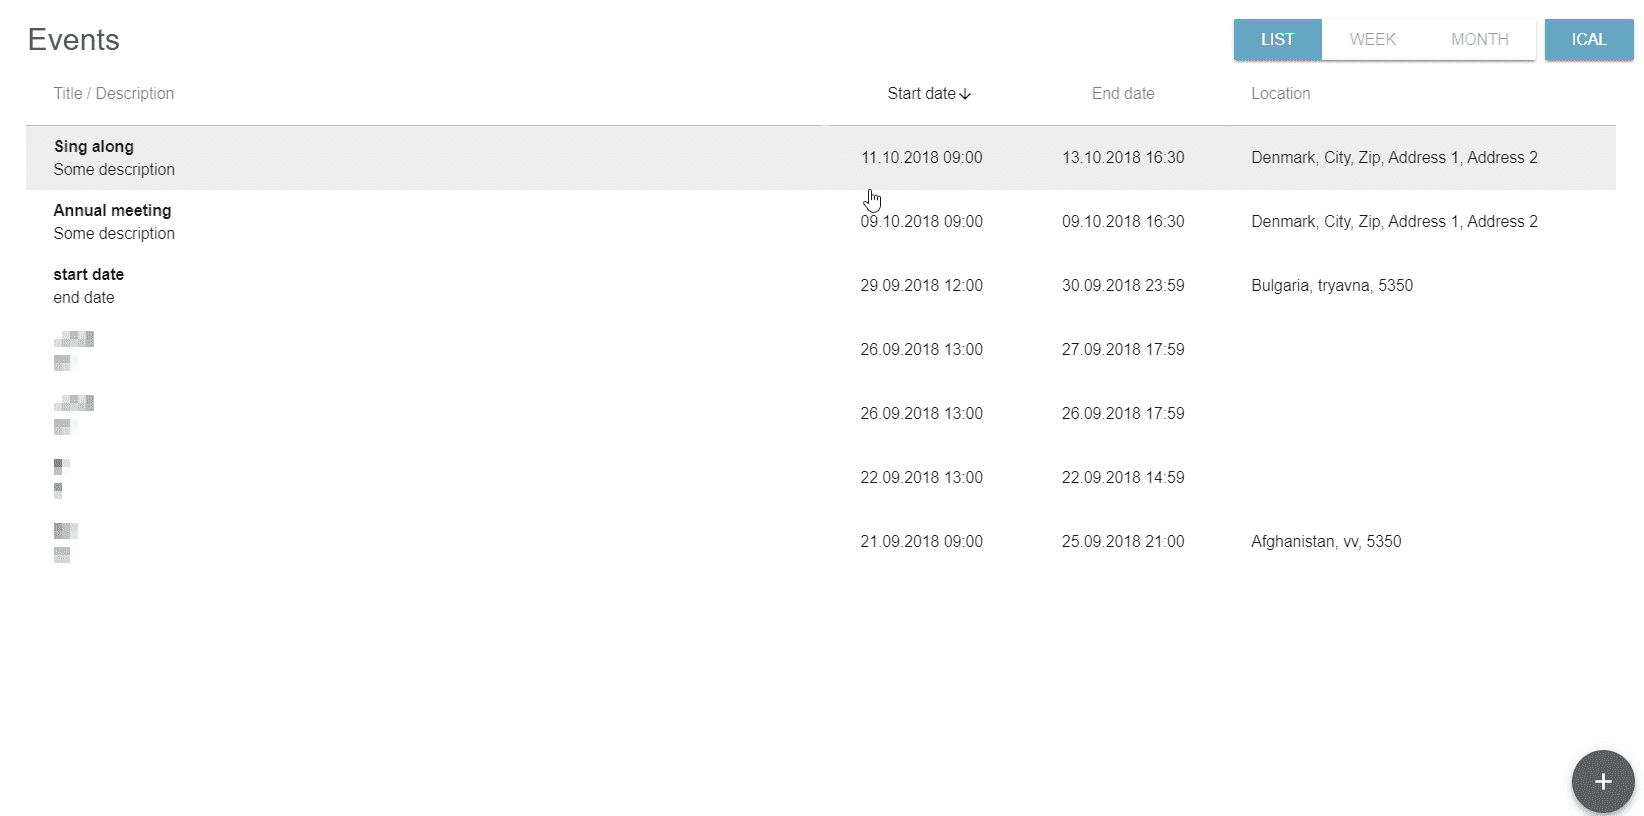 Events
LIST WEEK MONTH ICAL
Title / Description Start date End date Location
Sing along
Some description
11.10.2018 09:00 13.10.2018 16:30 Denmark, City, Zip, Address 1, Address 2
Annual meeting
Some description
09.10.2018 09:00 09.10.2018 16:30 Denmark, City, Zip, Address 1, Address 2
start date
end date
29.09.2018 12:00 30.09.2018 23:59 Bulgaria, tryavna, 5350
26.09.2018 13:00 27.09.2018 17:59
26.09.2018 13:00 26.09.2018 17:59
22.09.2018 13:00 22.09.2018 14:59
21.09.2018 09:00 25.09.2018 21:00 Afghanistan, vv, 5350
+